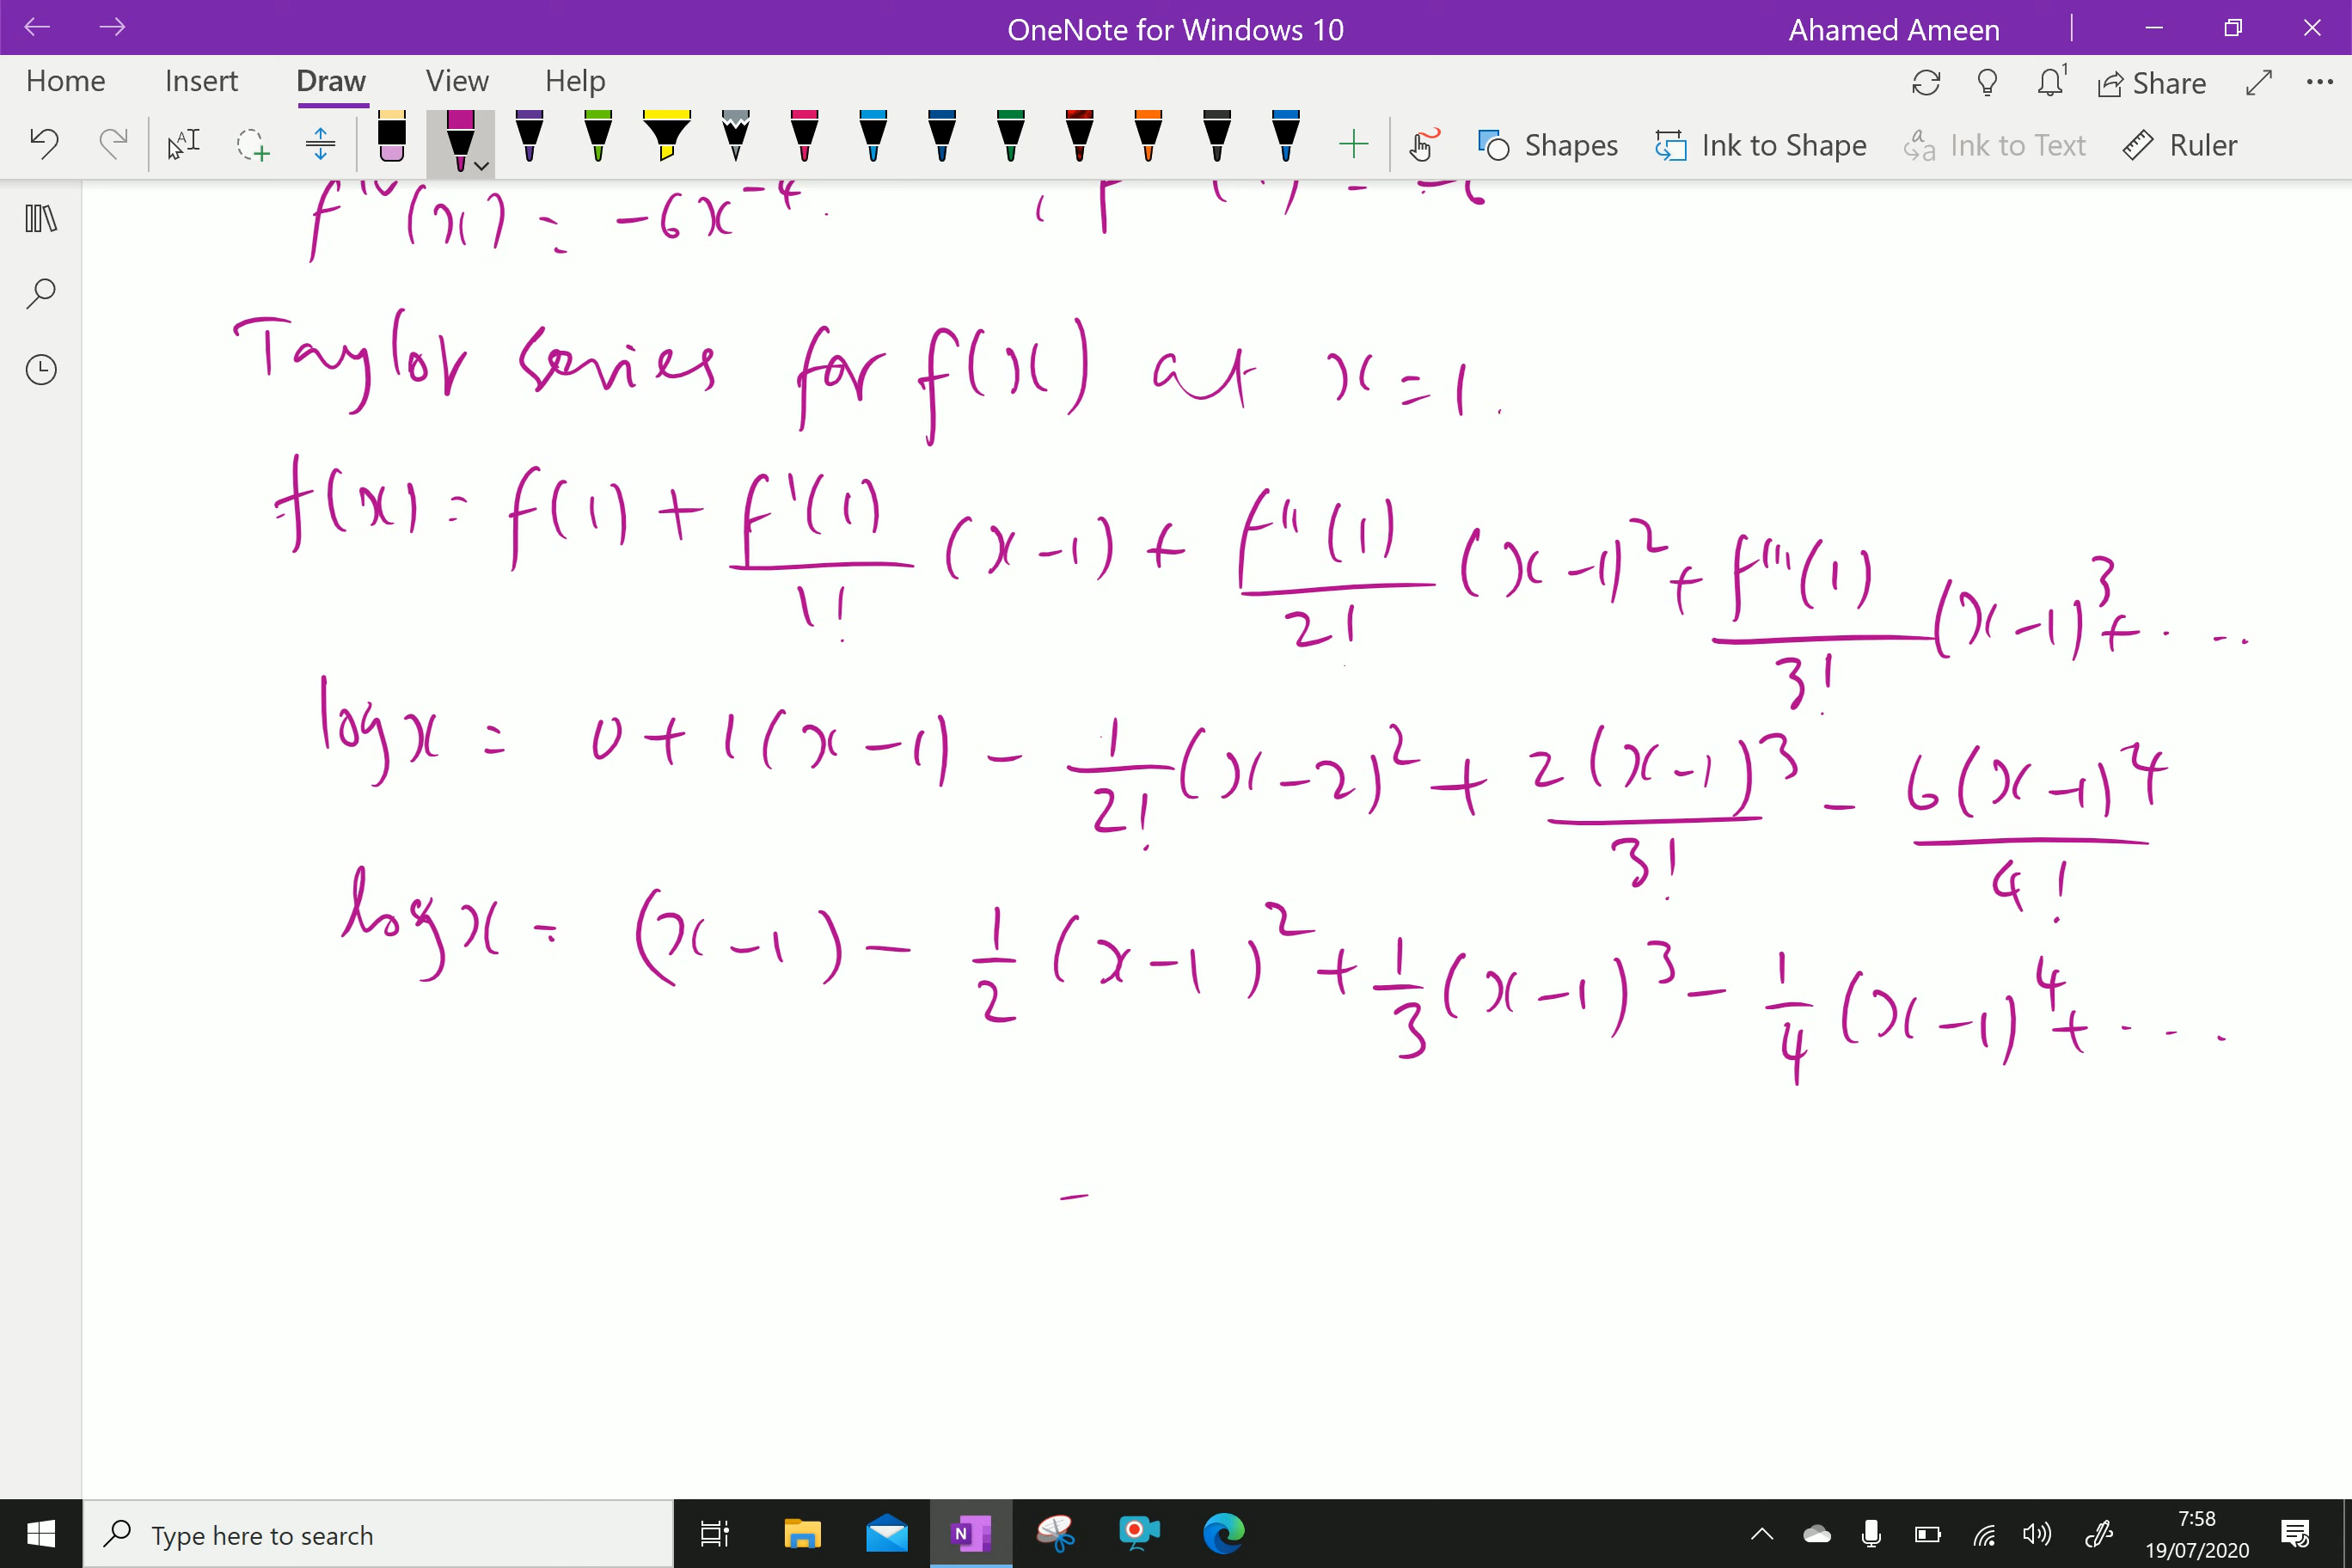 OneNote for Windows 10 Ahamed Ameen
Home Insert Draw View Help 1 Share
Shapes Ink to Shape Ink to Text Ruler
f^{IV}(x) = -6x^{-4}.
Taylor series for f(x) at x = 1.
f(x) = f(1) + f'(1)/1! (x-1) + f''(1)/2! (x-1)^2 + f'''(1)/3! (x-1)^3 + ....
log x = 0 + 1(x-1) - 1/2! (x-2)^2 + 2(x-1)^3/3! - 6(x-1)^4/4!
log x = (x-1) - 1/2 (x-1)^2 + 1/3 (x-1)^3 - 1/4 (x-1)^4 + ....
-
Type here to search 7:58
19/07/2020